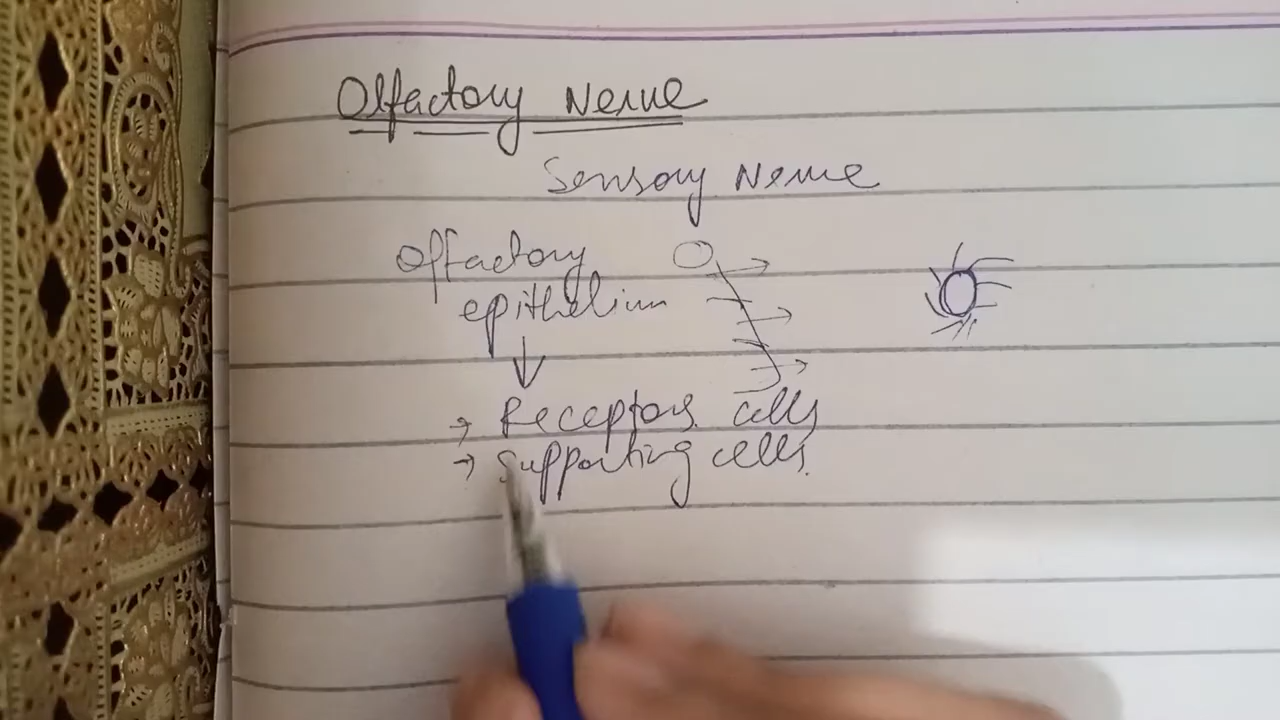 Olfactory Nerve
Sensory Nerve
Olfactory
epithelium
→ Receptors cells
→ Supporting cells.